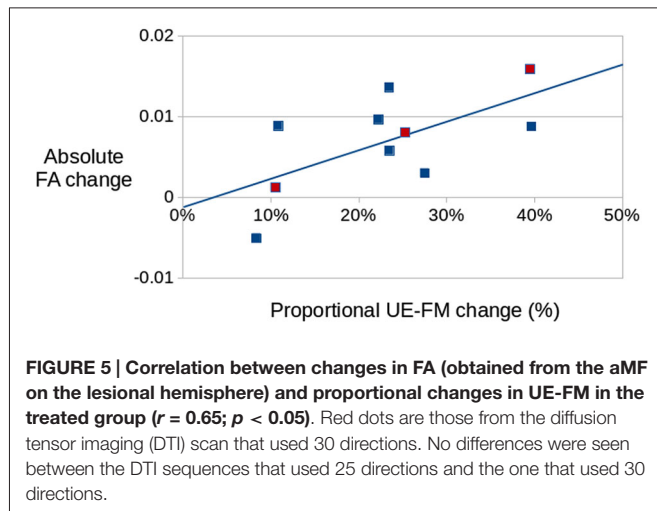 0.02
0.01
Absolute
FA change
0
0% 10% 20% 30% 40% 50%
-0.01
Proportional UE-FM change (%)
FIGURE 5 | Correlation between changes in FA (obtained from the aMF
on the lesional hemisphere) and proportional changes in UE-FM in the
treated group (r = 0.65; p < 0.05). Red dots are those from the diffusion
tensor imaging (DTI) scan that used 30 directions. No differences were seen
between the DTI sequences that used 25 directions and the one that used 30
directions.